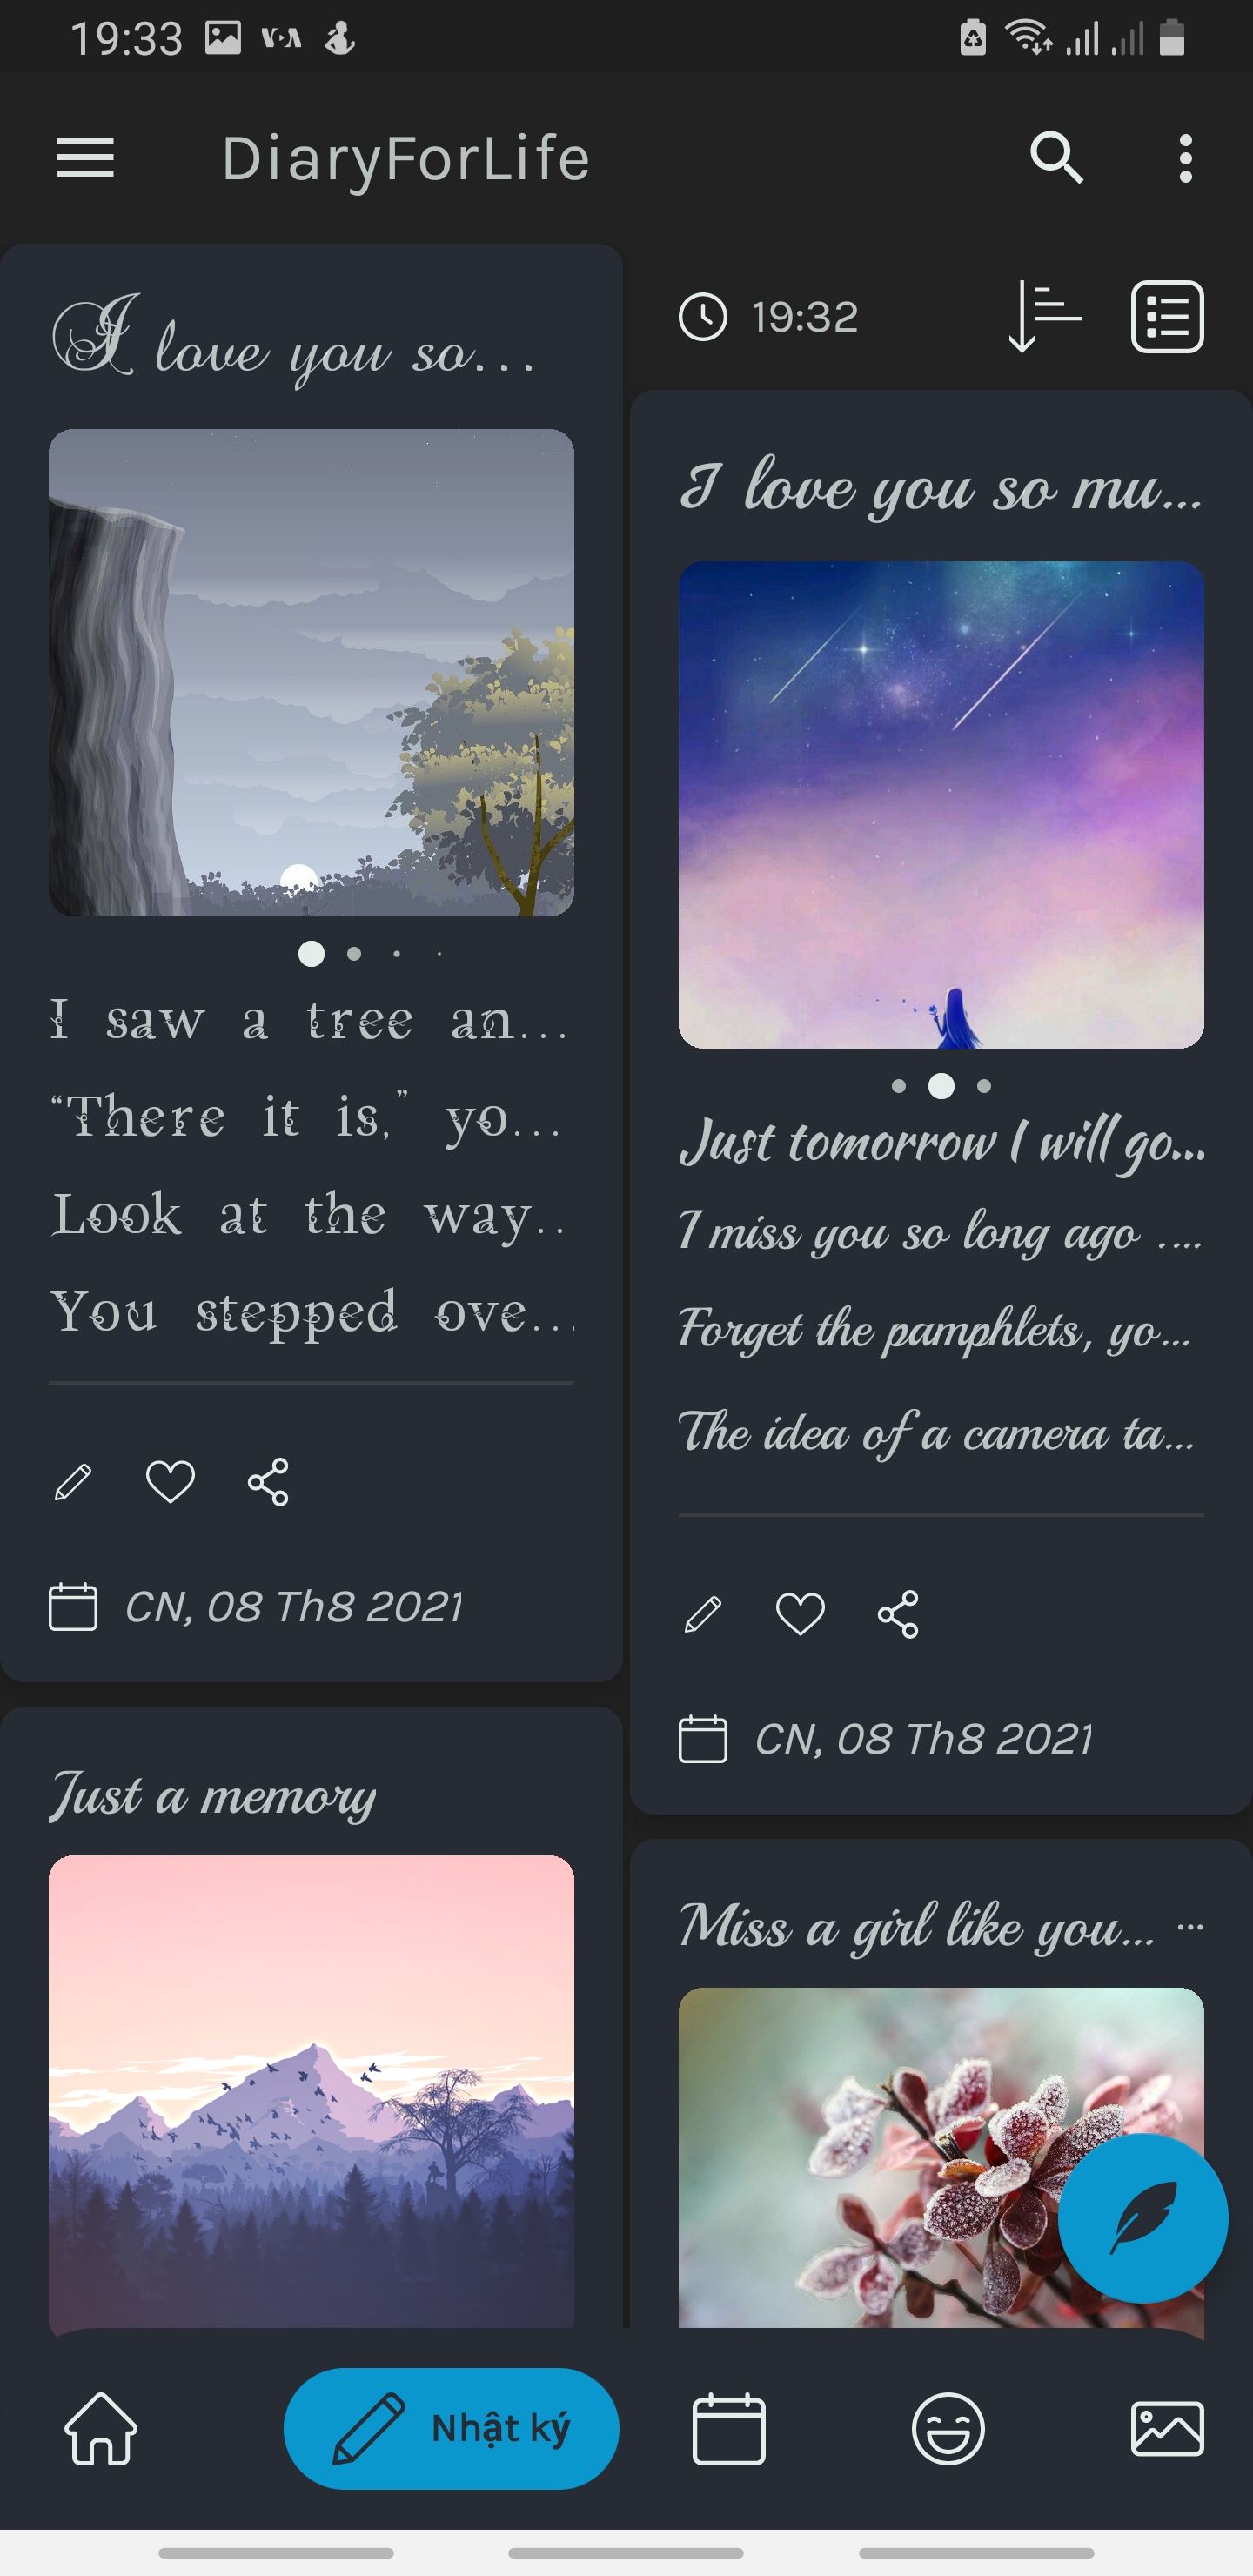 19:33 VOA
DiaryForLife
I love you so...
I saw a tree an...
“There it is,” yo...
Look at the way..
You stepped ove...
CN, 08 Th8 2021
Just a memory
19:32
I love you so mu...
Just tomorrow I will go...
I miss you so long ago ....
Forget the pamphlets, yo...
The idea of a camera ta...
CN, 08 Th8 2021
Miss a girl like you... ...
Nhật ký